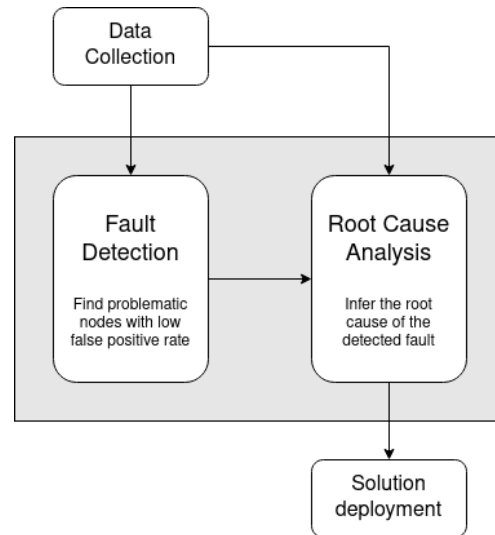 Data
Collection
Fault
Detection
Find problematic
nodes with low
false positive rate
Root Cause
Analysis
Infer the root
cause of the
detected fault
Solution
deployment